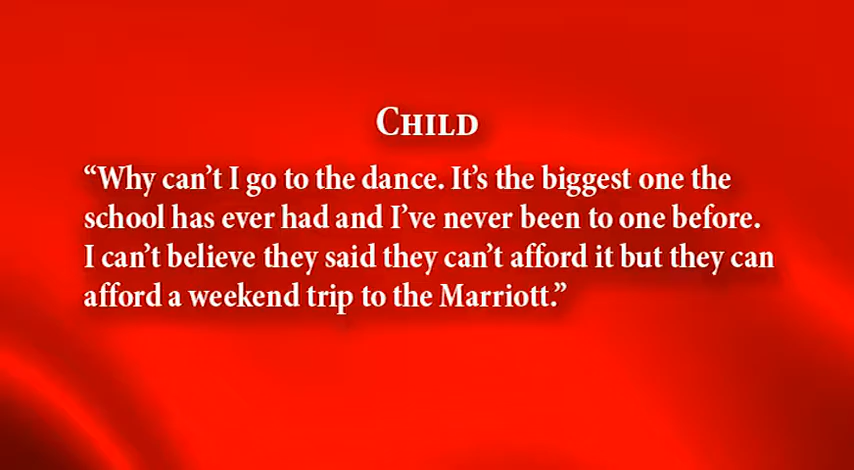 CHILD
“Why can’t I go to the dance. It’s the biggest one the
school has ever had and I’ve never been to one before.
I can’t believe they said they can’t afford it but they can
afford a weekend trip to the Marriott.”